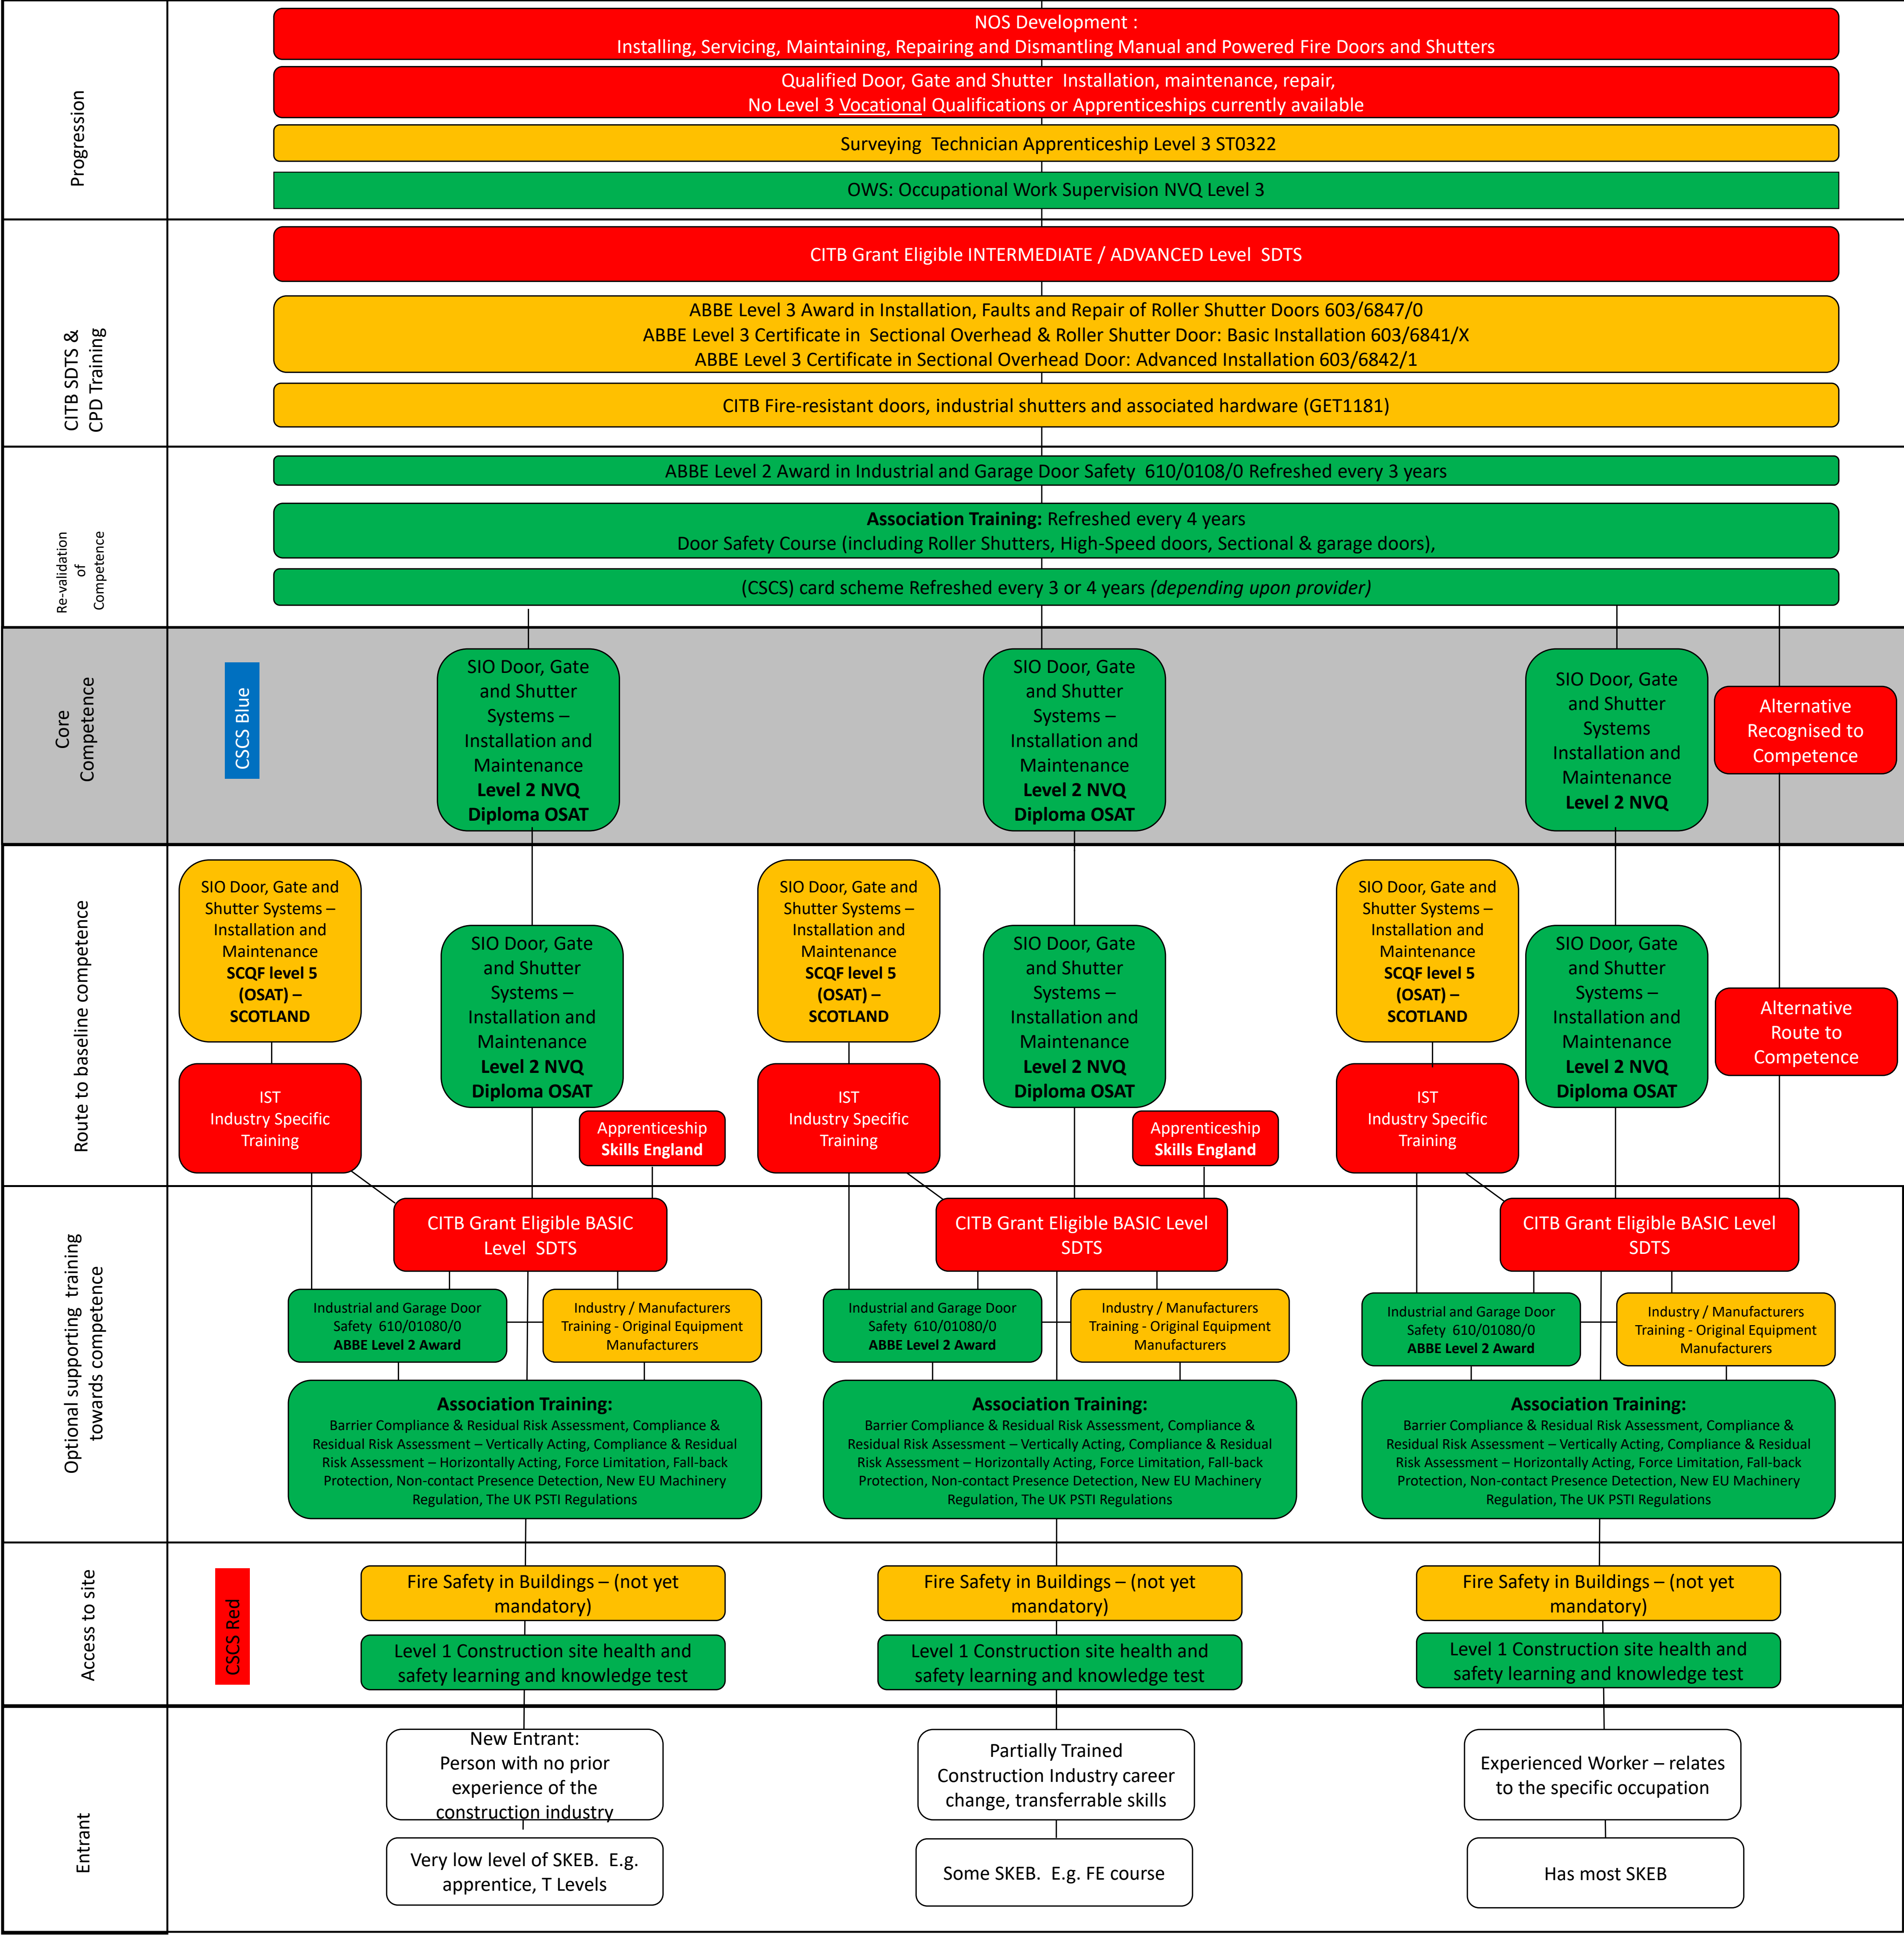 Progression
NOS Development :
Installing, Servicing, Maintaining, Repairing and Dismantling Manual and Powered Fire Doors and Shutters
Qualified Door, Gate and Shutter Installation, maintenance, repair,
No Level 3 Vocational Qualifications or Apprenticeships currently available
Surveying Technician Apprenticeship Level 3 ST0322
OWS: Occupational Work Supervision NVQ Level 3
CITB SDTS &
CPD Training
CITB Grant Eligible INTERMEDIATE / ADVANCED Level SDTS
ABBE Level 3 Award in Installation, Faults and Repair of Roller Shutter Doors 603/6847/0
ABBE Level 3 Certificate in Sectional Overhead & Roller Shutter Door: Basic Installation 603/6841/X
ABBE Level 3 Certificate in Sectional Overhead Door: Advanced Installation 603/6842/1
CITB Fire-resistant doors, industrial shutters and associated hardware (GET1181)
Re-validation
of
Competence
ABBE Level 2 Award in Industrial and Garage Door Safety 610/0108/0 Refreshed every 3 years
Association Training: Refreshed every 4 years
Door Safety Course (including Roller Shutters, High-Speed doors, Sectional & garage doors),
(CSCS) card scheme Refreshed every 3 or 4 years (depending upon provider)
Core
Competence
CSCS Blue
SIO Door, Gate
and Shutter
Systems –
Installation and
Maintenance
Level 2 NVQ
Diploma OSAT
SIO Door, Gate
and Shutter
Systems –
Installation and
Maintenance
Level 2 NVQ
Diploma OSAT
SIO Door, Gate
and Shutter
Systems
Installation and
Maintenance
Level 2 NVQ
Alternative
Recognised to
Competence
Route to baseline competence
SIO Door, Gate and
Shutter Systems –
Installation and
Maintenance
SCQF level 5
(OSAT) –
SCOTLAND
IST
Industry Specific
Training
SIO Door, Gate
and Shutter
Systems –
Installation and
Maintenance
Level 2 NVQ
Diploma OSAT
Apprenticeship
Skills England
SIO Door, Gate and
Shutter Systems –
Installation and
Maintenance
SCQF level 5
(OSAT) –
SCOTLAND
IST
Industry Specific
Training
SIO Door, Gate
and Shutter
Systems –
Installation and
Maintenance
Level 2 NVQ
Diploma OSAT
Apprenticeship
Skills England
SIO Door, Gate and
Shutter Systems –
Installation and
Maintenance
SCQF level 5
(OSAT) –
SCOTLAND
IST
Industry Specific
Training
SIO Door, Gate
and Shutter
Systems –
Installation and
Maintenance
Level 2 NVQ
Diploma OSAT
Alternative
Route to
Competence
Optional supporting training
towards competence
CITB Grant Eligible BASIC
Level SDTS
Industrial and Garage Door
Safety 610/01080/0
ABBE Level 2 Award
Industry / Manufacturers
Training - Original Equipment
Manufacturers
Association Training:
Barrier Compliance & Residual Risk Assessment, Compliance &
Residual Risk Assessment – Vertically Acting, Compliance & Residual
Risk Assessment – Horizontally Acting, Force Limitation, Fall-back
Protection, Non-contact Presence Detection, New EU Machinery
Regulation, The UK PSTI Regulations
CITB Grant Eligible BASIC Level
SDTS
Industrial and Garage Door
Safety 610/01080/0
ABBE Level 2 Award
Industry / Manufacturers
Training - Original Equipment
Manufacturers
Association Training:
Barrier Compliance & Residual Risk Assessment, Compliance &
Residual Risk Assessment – Vertically Acting, Compliance & Residual
Risk Assessment – Horizontally Acting, Force Limitation, Fall-back
Protection, Non-contact Presence Detection, New EU Machinery
Regulation, The UK PSTI Regulations
CITB Grant Eligible BASIC Level
SDTS
Industrial and Garage Door
Safety 610/01080/0
ABBE Level 2 Award
Industry / Manufacturers
Training - Original Equipment
Manufacturers
Association Training:
Barrier Compliance & Residual Risk Assessment, Compliance &
Residual Risk Assessment – Vertically Acting, Compliance & Residual
Risk Assessment – Horizontally Acting, Force Limitation, Fall-back
Protection, Non-contact Presence Detection, New EU Machinery
Regulation, The UK PSTI Regulations
Access to site
CSCS Red
Fire Safety in Buildings – (not yet
mandatory)
Level 1 Construction site health and
safety learning and knowledge test
Fire Safety in Buildings – (not yet
mandatory)
Level 1 Construction site health and
safety learning and knowledge test
Fire Safety in Buildings – (not yet
mandatory)
Level 1 Construction site health and
safety learning and knowledge test
Entrant
New Entrant:
Person with no prior
experience of the
construction industry
Very low level of SKEB. E.g.
apprentice, T Levels
Partially Trained
Construction Industry career
change, transferrable skills
Some SKEB. E.g. FE course
Experienced Worker – relates
to the specific occupation
Has most SKEB